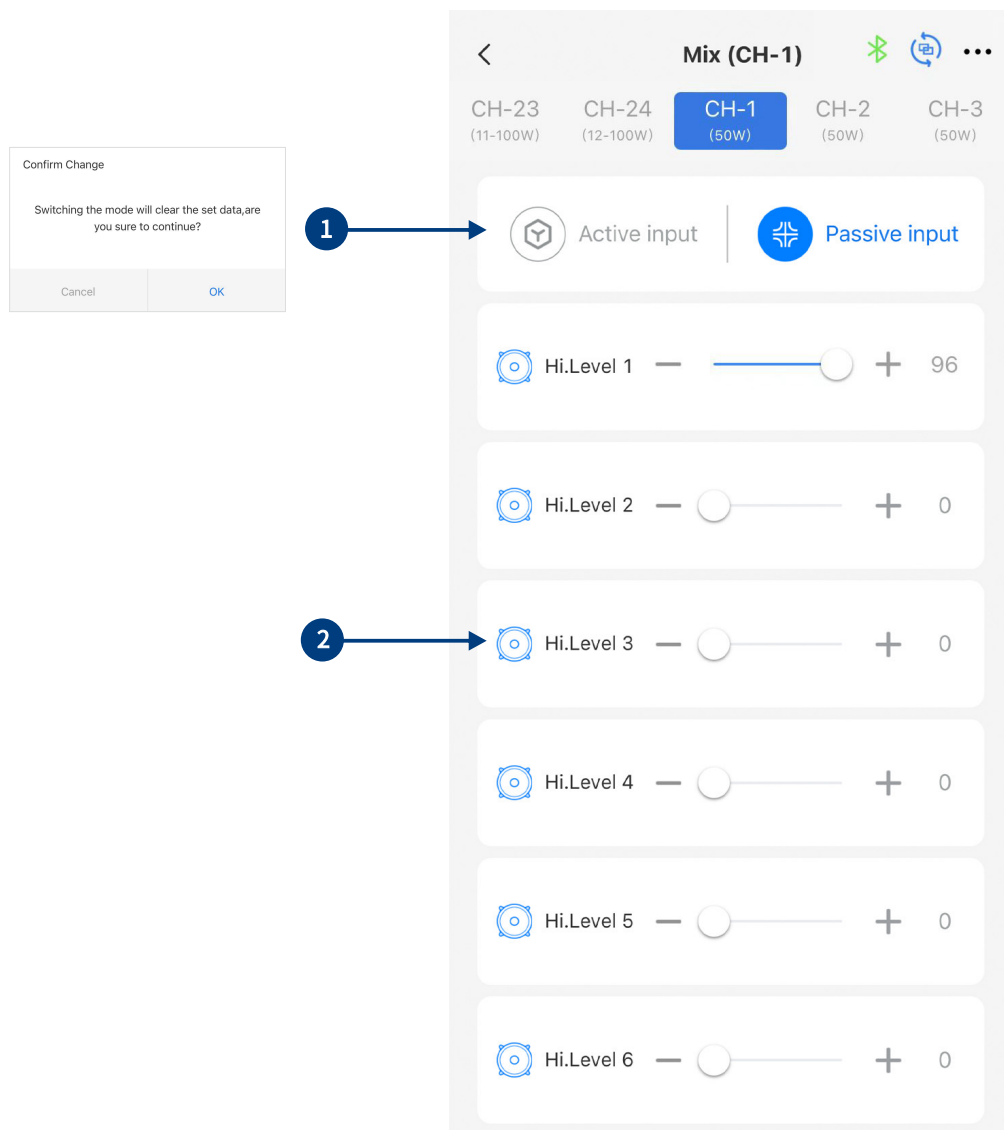 Mix (CH-1)
CH-23 CH-24 CH-1 CH-2 CH-3
(11-100W) (12-100W) (50W) (50W) (50W)
Confirm Change
Switching the mode will clear the set data,are
you sure to continue?
Cancel OK
1
Active input Passive input
Hi.Level 1 — + 96
Hi.Level 2 — + 0
2
Hi.Level 3 — + 0
Hi.Level 4 — + 0
Hi.Level 5 — + 0
Hi.Level 6 — + 0